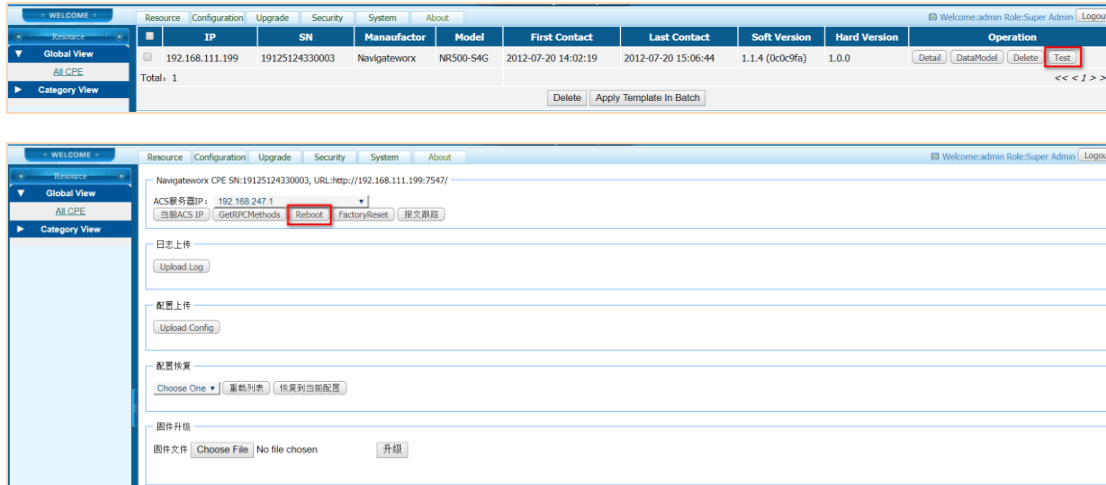 = WELCOME = Resource Configuration Upgrade Security System About Welcome:admin Role:Super Admin Logou
Resource IP SN Manaufactor Model First Contact Last Contact Soft Version Hard Version Operation
Global View 192.168.111.199 19125124330003 Navigateworx NR500-S4G 2012-07-20 14:02:19 2012-07-20 15:06:44 1.1.4 (0c0c9fa) 1.0.0 Detail DataModel Delete Test
All CPE Total: 1 << < 1 > >
Category View
Delete Apply Template In Batch
= WELCOME = Resource Configuration Upgrade Security System About Welcome:admin Role:Super Admin Logou
Resource
Navigateworx CPE SN:19125124330003, URL:http://192.168.111.199:7547/
Global View
ACS服务器IP: 192.168.247.1
All CPE 当前ACS IP GetRPCMethods Reboot FactoryReset 报文跟踪
Category View
日志上传
Upload Log
配置上传
Upload Config
配置恢复
Choose One 重载列表 恢复到当前配置
固件升级
固件文件 Choose File No file chosen 升级